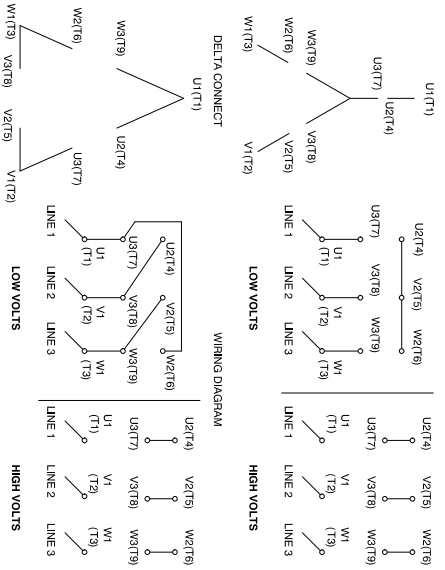 U1(T1)
U2(T4)
U3(T7)
W3(T9)
V3(T8)
W2(T6)
V2(T5)
W1(T3)
V1(T2)
U2(T4) V2(T5) W2(T6)
U3(T7) V3(T8) W3(T9)
U1 V1 W1
(T1) (T2) (T3)
LINE 1 LINE 2 LINE 3
LOW VOLTS
U2(T4) V2(T5) W2(T6)
U3(T7) V3(T8) W3(T9)
U1 V1 W1
(T1) (T2) (T3)
LINE 1 LINE 2 LINE 3
HIGH VOLTS
DELTA CONNECT
WIRING DIAGRAM
U1(T1)
W3(T9)
U2(T4)
W2(T6)
U3(T7)
W1(T3)
V3(T8)
V2(T5)
V1(T2)
U2(T4) V2(T5) W2(T6)
U3(T7) V3(T8) W3(T9)
U1 V1 W1
(T1) (T2) (T3)
LINE 1 LINE 2 LINE 3
LOW VOLTS
U2(T4) V2(T5) W2(T6)
U3(T7) V3(T8) W3(T9)
U1 V1 W1
(T1) (T2) (T3)
LINE 1 LINE 2 LINE 3
HIGH VOLTS